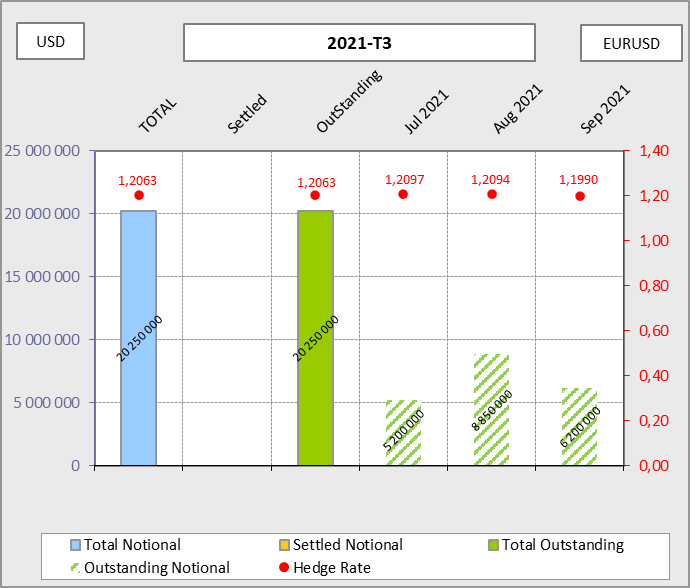 USD
2021-T3
EURUSD
TOTAL
Settled
OutStanding
Jul 2021
Aug 2021
Sep 2021
25 000 000
20 000 000
15 000 000
10 000 000
5 000 000
0
1,2063
1,2063
1,2097
1,2094
1,1990
20 250 000
20 250 000
5 200 000
8 850 000
6 200 000
1,40
1,20
1,00
0,80
0,60
0,40
0,20
0,00
Total Notional
Settled Notional
Total Outstanding
Outstanding Notional
Hedge Rate